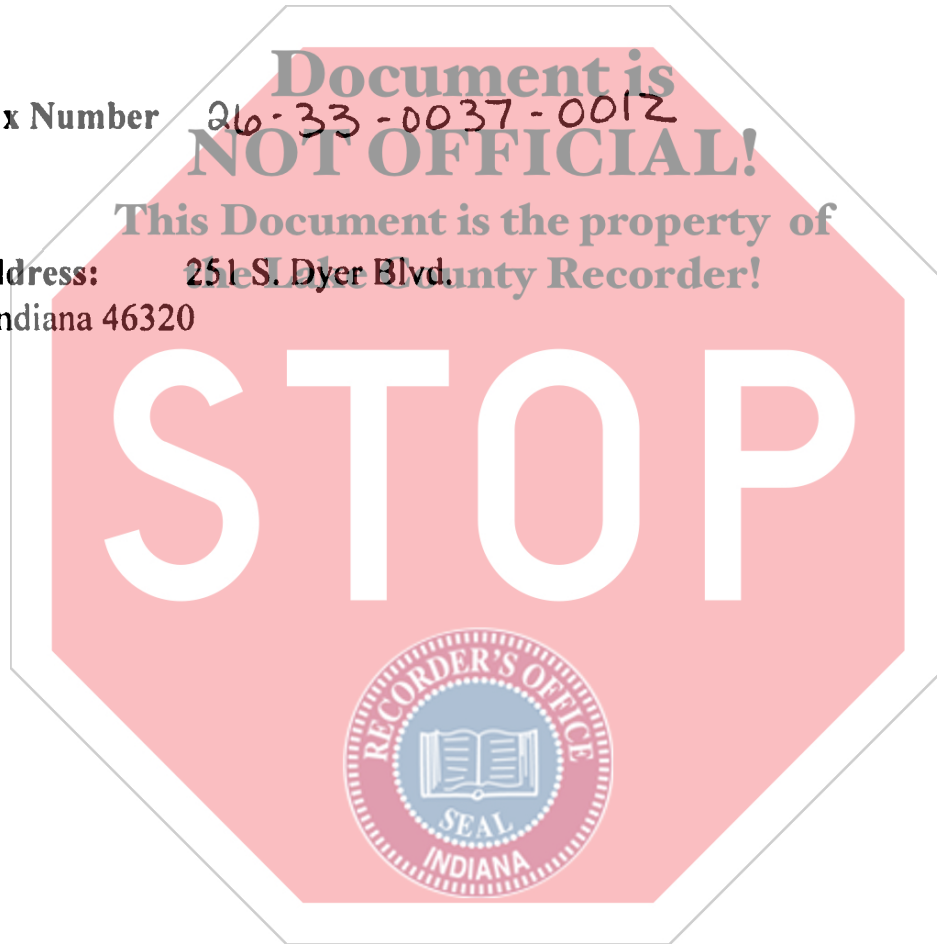 Document is
x Number 26-33-0037-0012
NOT OFFICIAL!
This Document is the property of
ddress: 251 S. Dyer Blvd.
the Lake County Recorder!
ndiana 46320
STOP
RECORDER'S OFFICE
SEAL
INDIANA